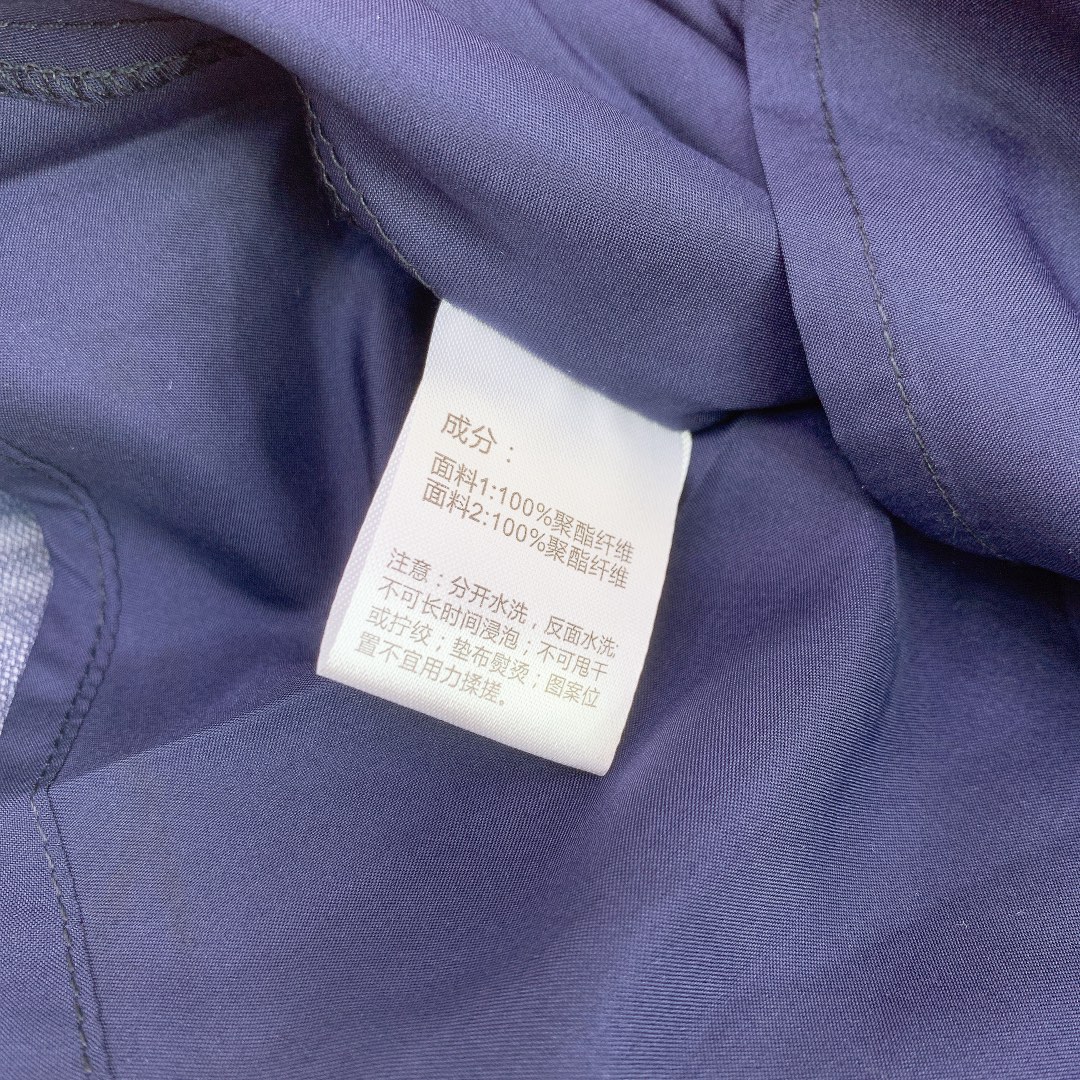 成分：
面料1:100%聚酯纤维
面料2:100%聚酯纤维
注意：分开水洗，反面水洗;
不可长时间浸泡；不可甩干
或拧绞；垫布熨烫；图案位
置不宜用力揉搓。